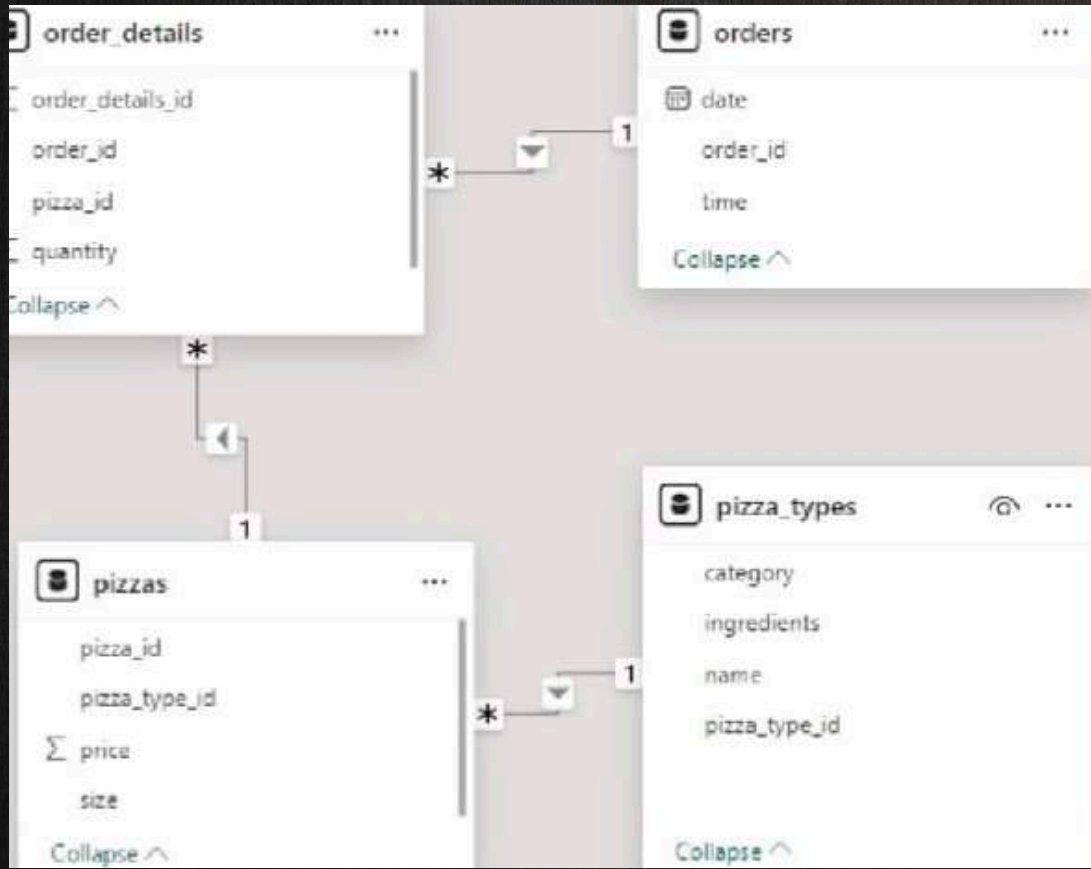 order_details
order_details_id
order_id
pizza_id
Σ quantity
Collapse
*
1
orders
date
order_id
time
Collapse
*
1
pizzas
pizza_id
pizza_type_id
Σ price
size
Collapse
*
1
pizza_types
category
ingredients
name
pizza_type_id
Collapse